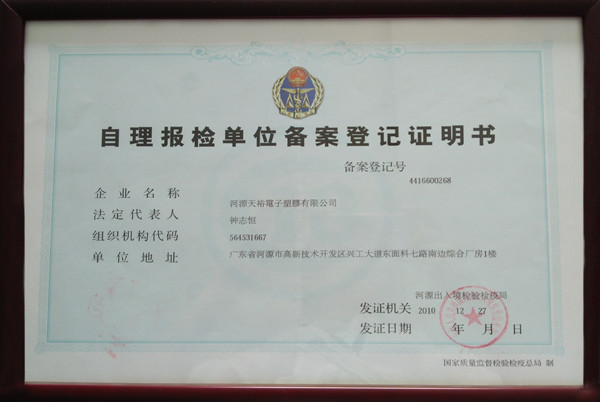 自理报检单位备案登记证明书
备案登记号
4416600268
企业名称 河源天裕電子塑膠有限公司
法定代表人 钟志恒
组织机构代码 564531667
单位地址 广东省河源市高新技术开发区兴工大道东面科七路南边综合厂房1楼
发证机关 河源出入境检验检疫局
2010 12 27
发证日期 年 月 日
国家质量监督检验检疫总局 制